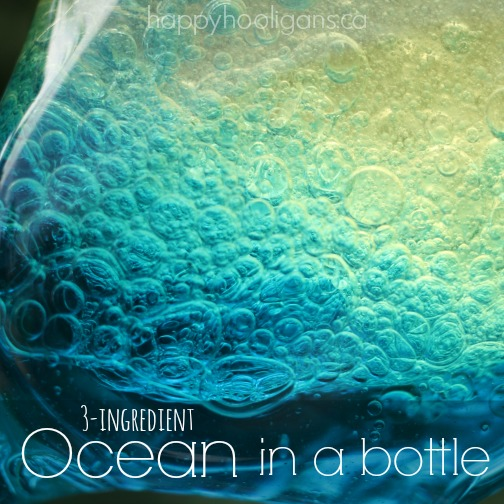 happyhooligans.ca
3-INGREDIENT
Ocean in a bottle